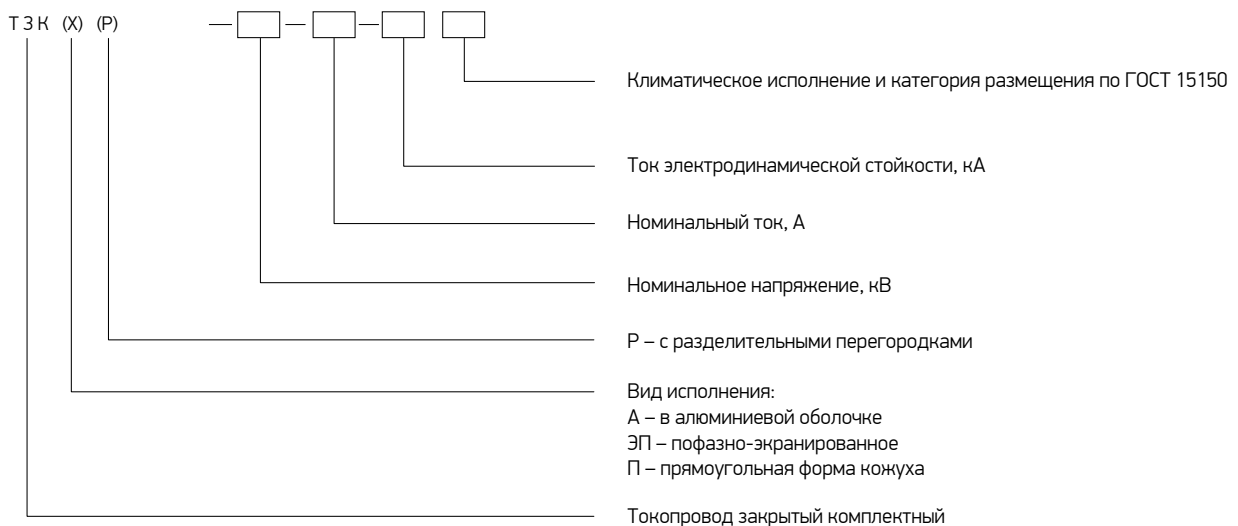 ТЗК (Х) (Р) — — —
Климатическое исполнение и категория размещения по ГОСТ 15150
Ток электродинамической стойкости, кА
Номинальный ток, А
Номинальное напряжение, кВ
Р – с разделительными перегородками
Вид исполнения:
А – в алюминиевой оболочке
ЭП – пофазно-экранированное
П – прямоугольная форма кожуха
Токопровод закрытый комплектный